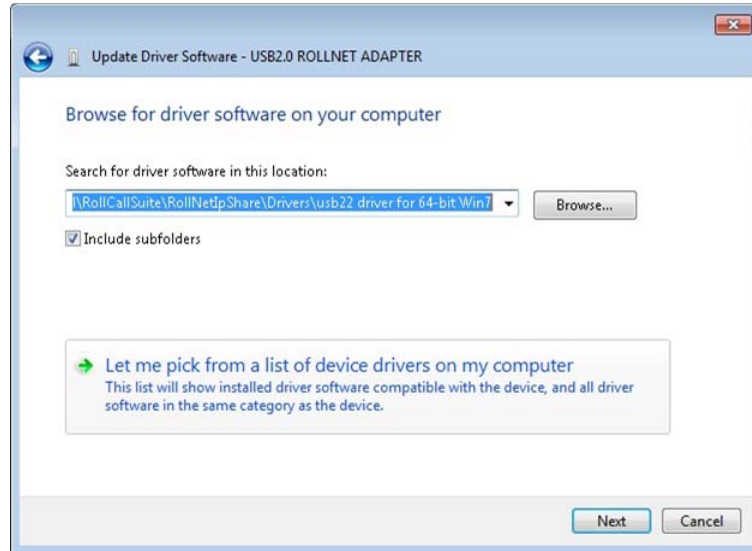 Update Driver Software - USB2.0 ROLLNET ADAPTER
Browse for driver software on your computer
Search for driver software in this location:
l\RollCallSuite\RollNetIpShare\Drivers\usb22 driver for 64-bit Win7
Browse...
Include subfolders
Let me pick from a list of device drivers on my computer
This list will show installed driver software compatible with the device, and all driver
software in the same category as the device.
Next
Cancel